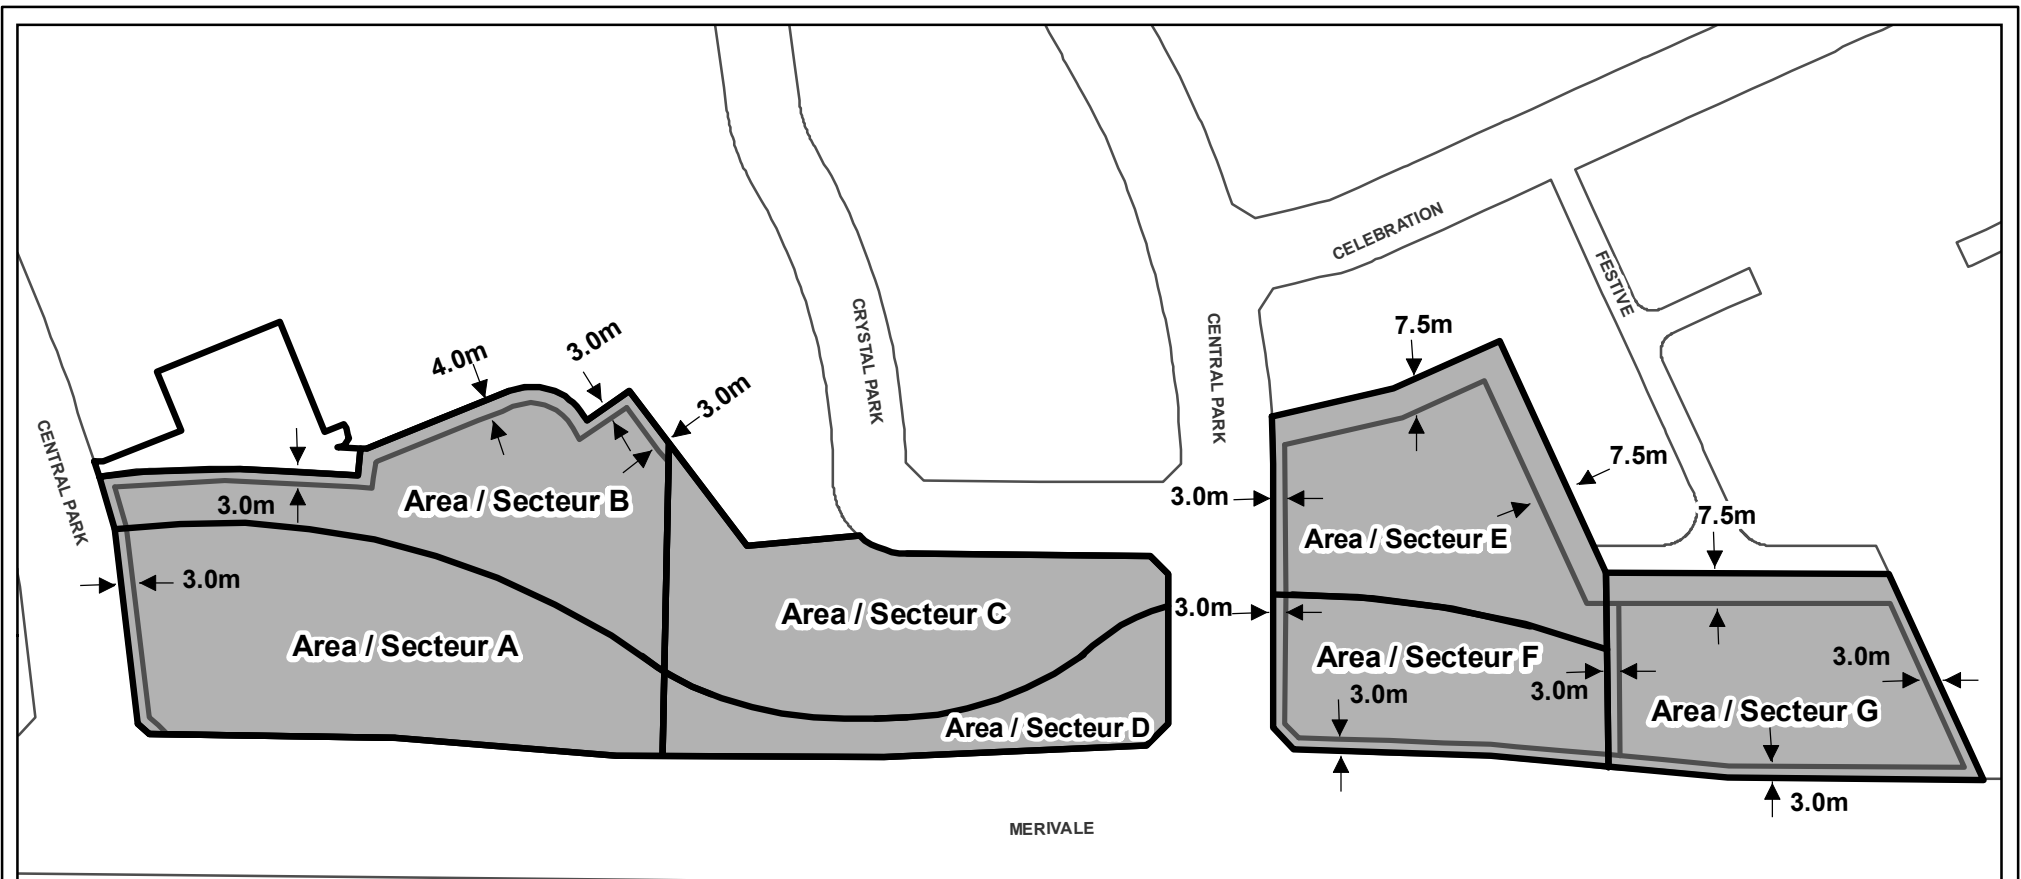 CELEBRATION
FESTIVE
CRYSTAL PARK
CENTRAL PARK
7.5m
4.0m
3.0m
3.0m
7.5m
CENTRAL PARK
3.0m
Area / Secteur B
3.0m
7.5m
Area / Secteur E
3.0m
3.0m
Area / Secteur C
Area / Secteur A
Area / Secteur F
3.0m
3.0m
3.0m
Area / Secteur G
Area / Secteur D
3.0m
MERIVALE